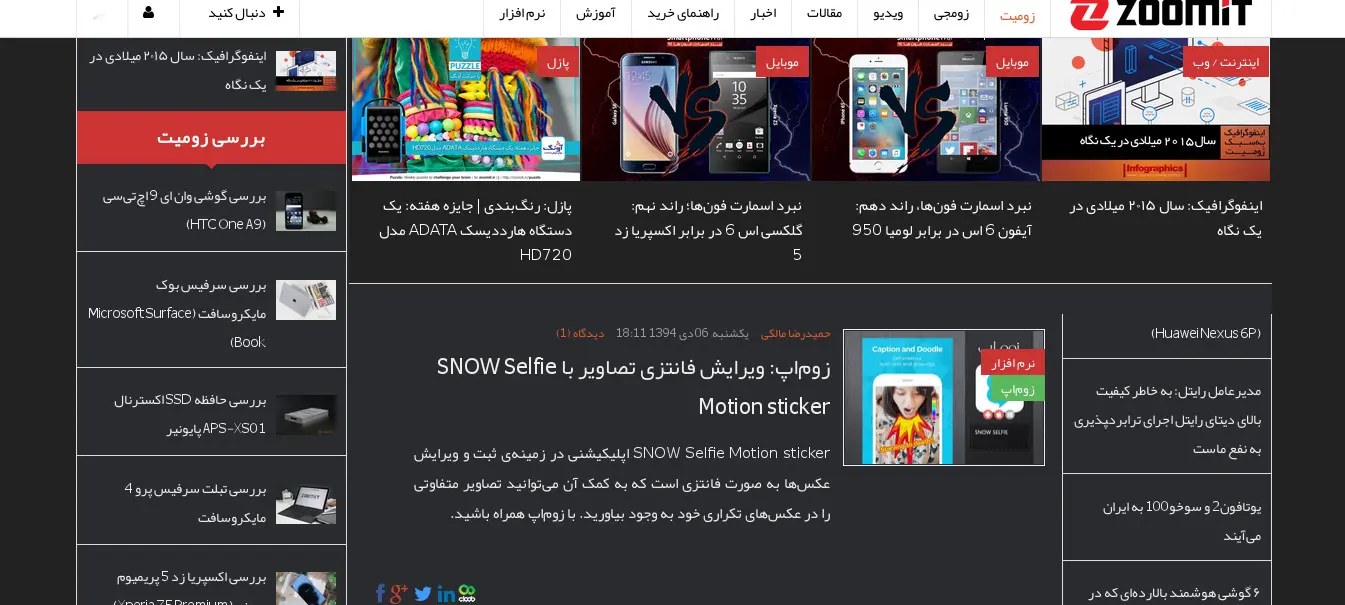 ZOOMIT
زومیت
زومجی
ویدیو
مقالات
اخبار
راهنمای خرید
آموزش
نرم افزار
دنبال کنید
اینترنت / وب
اینفوگرافیک
به سبک
زومیت
سال ۲۰۱۵ میلادی در یک نگاه
Infographics
اینفوگرافیک: سال ۲۰۱۵ میلادی در
یک نگاه
موبایل
VS
نبرد اسمارت فون‌ها، راند دهم:
آیفون 6 اس در برابر لومیا 950
موبایل
VS
10
35
نبرد اسمارت فون‌ها؛ راند نهم:
گلکسی اس 6 در برابر اکسپریا زد
5
پازل
PUZZLE
جایزه هفته: یک دستگاه هارددیسک ADATA مدل HD720
آونگ
پازل: رنگ‌بندی | جایزه هفته: یک
دستگاه هارددیسک ADATA مدل
HD720
(Huawei Nexus 6P)
مدیرعامل رایتل: به خاطر کیفیت
بالای دیتای رایتل اجرای ترابردپذیری
به نفع ماست
یوتافون2 و سوخو100 به ایران
می‌آیند
۶ گوشی هوشمند بالارده‌ای که در
Caption and Doodle
نرم افزار
زوم‌اپ
SNOW SELFIE
حمیدرضا مالکی
یکشنبه, 06 دی 1394 18:11
دیدگاه (1)
زوم‌اپ: ویرایش فانتزی تصاویر با SNOW Selfie
Motion sticker
SNOW Selfie Motion sticker اپلیکیشنی در زمینه‌ی ثبت و ویرایش
عکس‌ها به صورت فانتزی است که به کمک آن می‌توانید تصاویر متفاوتی
را در عکس‌های تکراری خود به وجود بیاورید. با زوم‌اپ همراه باشید.
cloob
اینفوگرافیک: سال ۲۰۱۵ میلادی در
یک نگاه
بررسی زومیت
بررسی گوشی وان ای 9 اچ‌تی‌سی
(HTC One A9)
بررسی سرفیس بوک
مایکروسافت (Microsoft Surface
Book)
بررسی حافظه SSD اکسترنال
APS-XS01 پایونیر
بررسی تبلت سرفیس پرو 4
مایکروسافت
بررسی اکسپریا زد 5 پریمیوم